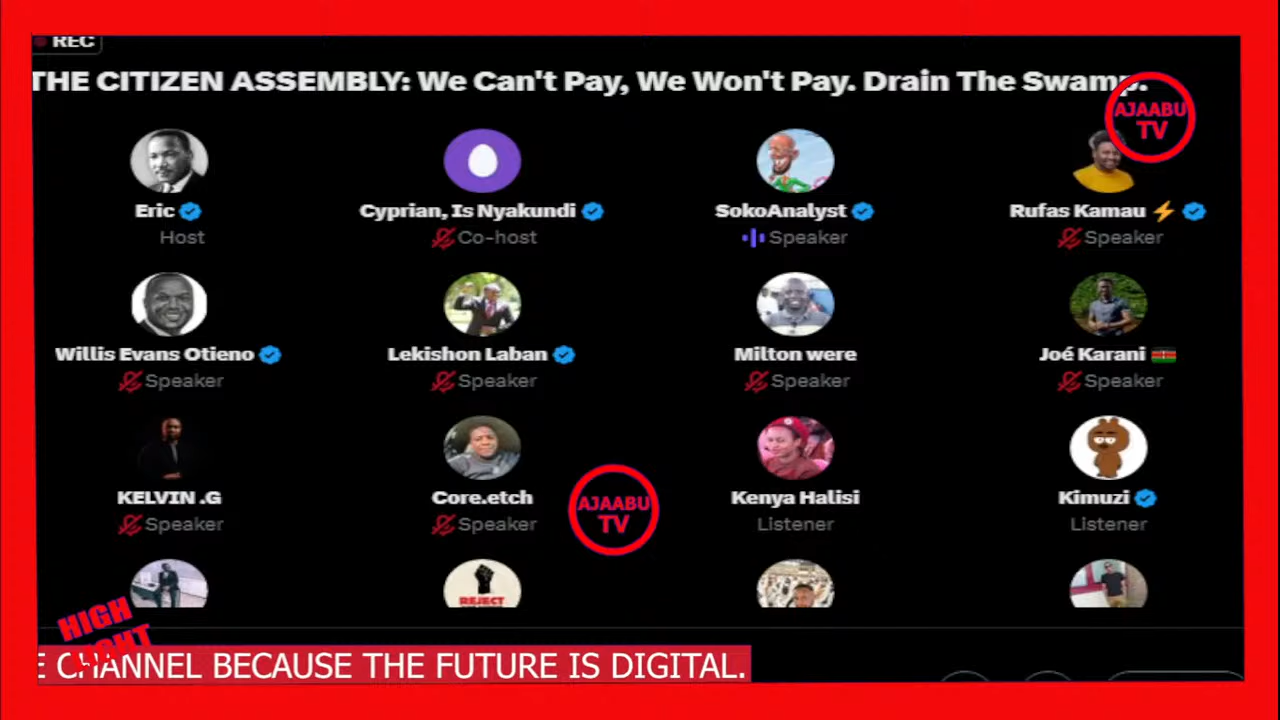 REC
THE CITIZEN ASSEMBLY: We Can't Pay, We Won't Pay. Drain The Swamp.
AJAABU
TV
Eric
Cyprian, Is Nyakundi
SokoAnalyst
Rufas Kamau
Host
Co-host
Speaker
Speaker
Willis Evans Otieno
Lekishon Laban
Milton were
Joé Karani
Speaker
Speaker
Speaker
Speaker
KELVIN .G
Core.etch
Kenya Halisi
Kimuzi
Speaker
Speaker
Listener
Listener
AJAABU
TV
REJECT
HIGH
LIGHT
E CHANNEL BECAUSE THE FUTURE IS DIGITAL.